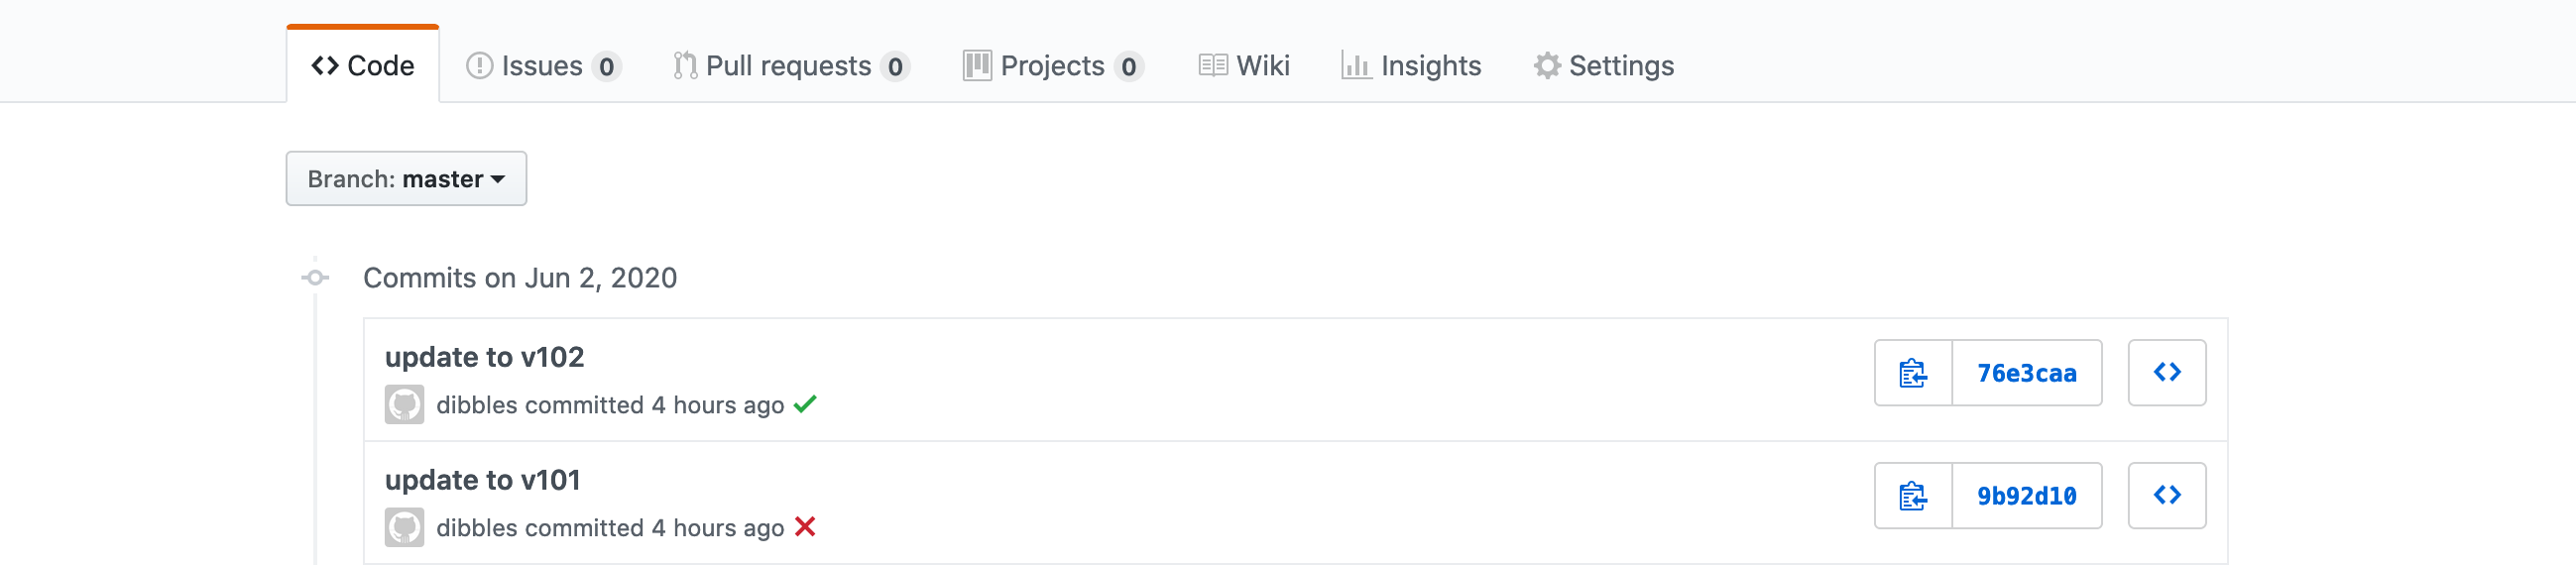 Code Issues 0 Pull requests 0 Projects 0 Wiki Insights Settings
Branch: master
Commits on Jun 2, 2020
update to v102
76e3caa
dibbles committed 4 hours ago
update to v101
9b92d10
dibbles committed 4 hours ago